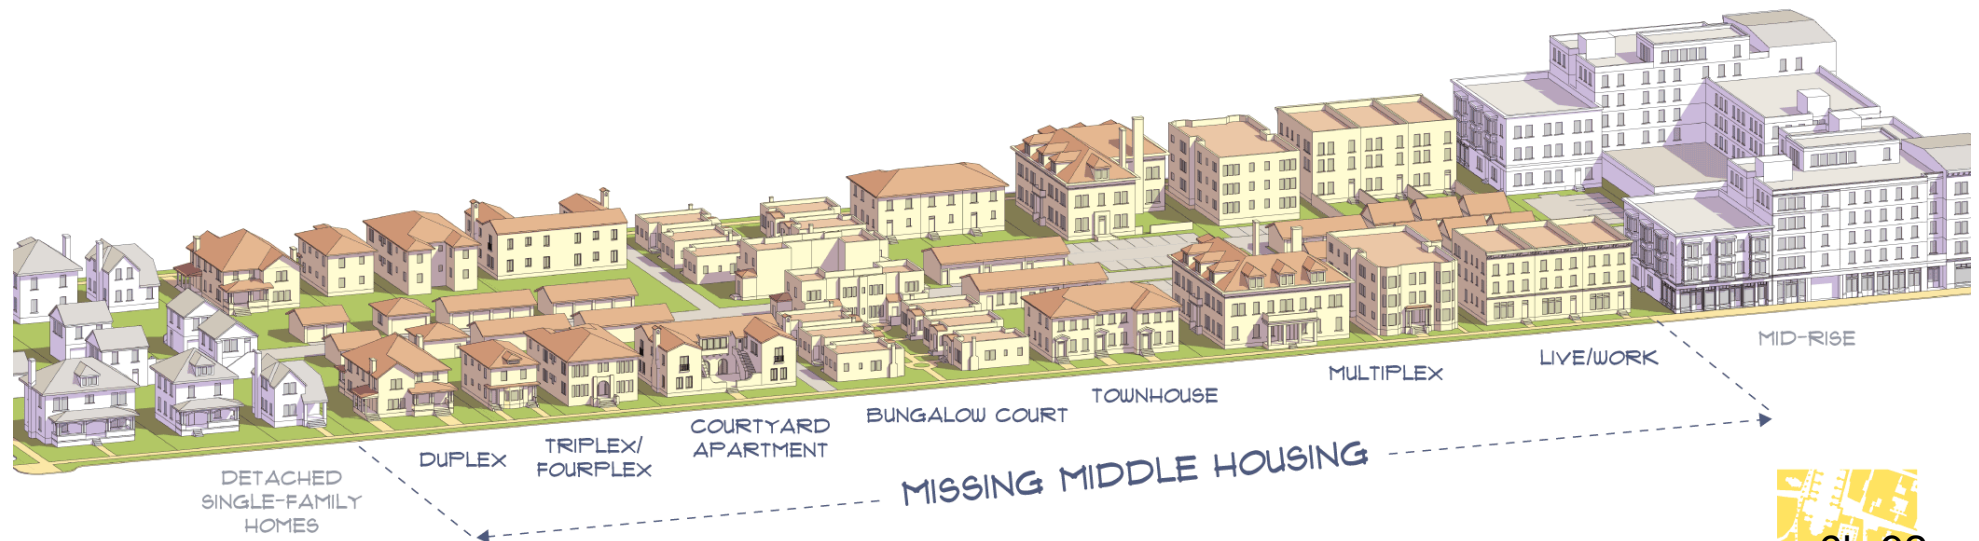 DETACHED
SINGLE-FAMILY
HOMES
DUPLEX
TRIPLEX/
FOURPLEX
COURTYARD
APARTMENT
BUNGALOW COURT
TOWNHOUSE
MULTIPLEX
LIVE/WORK
MID-RISE
MISSING MIDDLE HOUSING